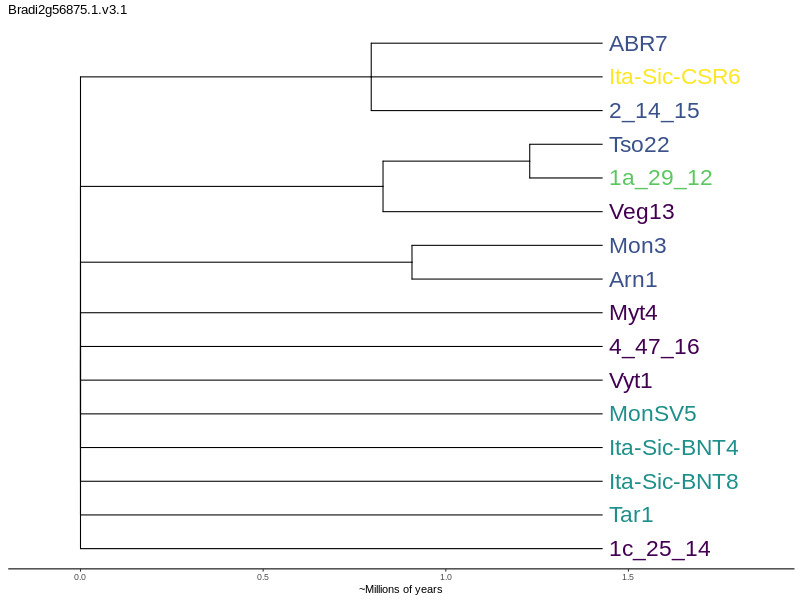 Bradi2g56875.1.v3.1
ABR7
Ita-Sic-CSR6
2_14_15
Tso22
1a_29_12
Veg13
Mon3
Arn1
Myt4
4_47_16
Vyt1
MonSV5
Ita-Sic-BNT4
Ita-Sic-BNT8
Tar1
1c_25_14
0.0 0.5 1.0 1.5
~Millions of years